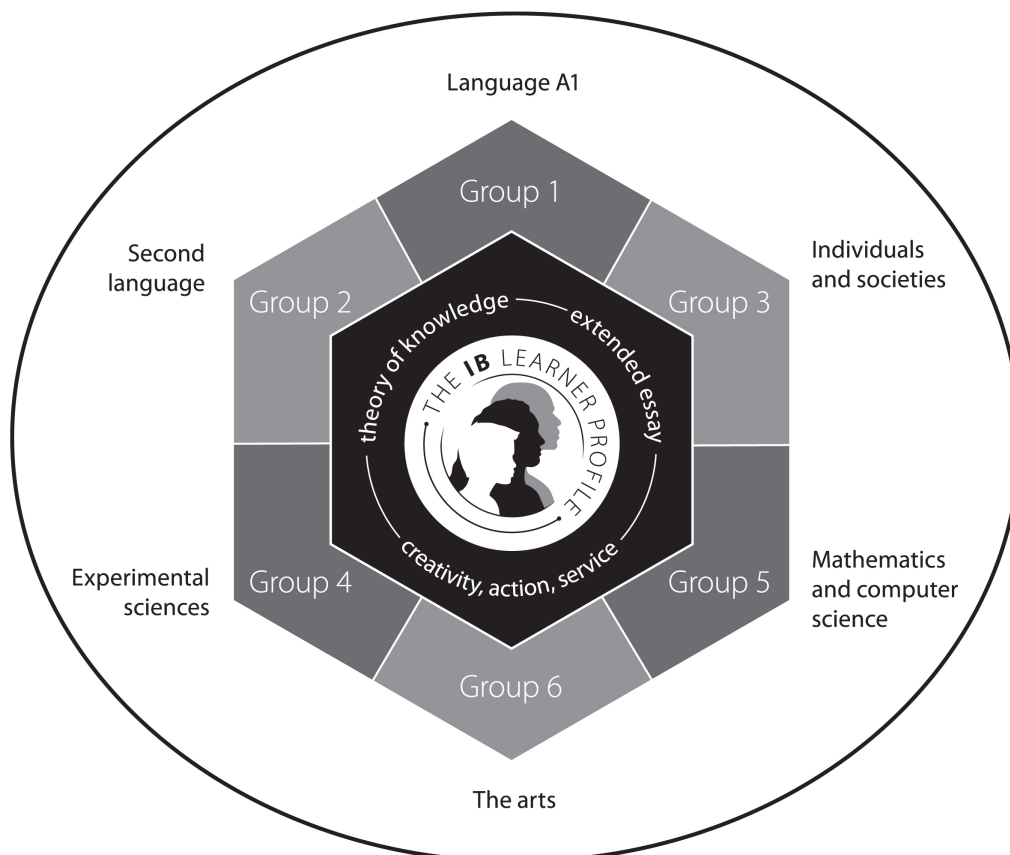 Language A1
Group 1
Second
language
Individuals
and societies
Group 2
Group 3
theory of knowledge
extended essay
THE IB LEARNER PROFILE
creativity, action, service
Experimental
sciences
Group 4
Group 5
Mathematics
and computer
science
Group 6
The arts